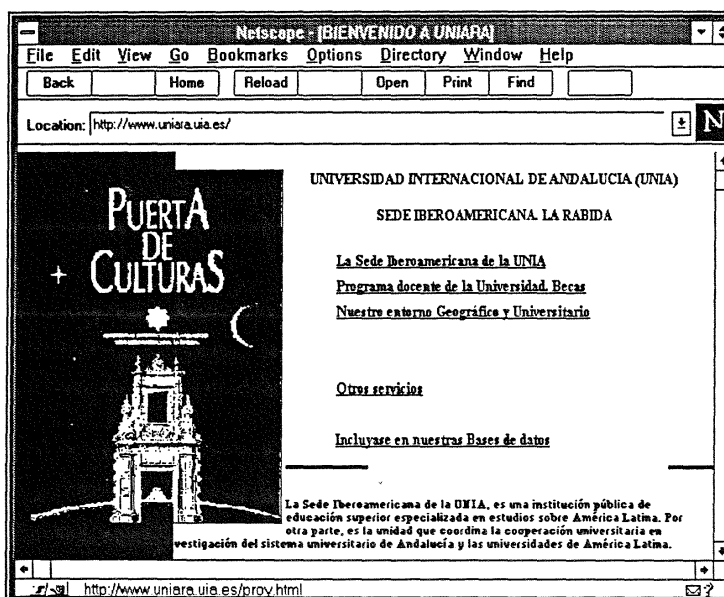 Netscape - [BIENVENIDO A UNIARA]
File Edit View Go Bookmarks Options Directory Window Help
Back Home Reload Open Print Find
Location: http://www.uniara.uia.es/
N
PUERTA
DE
CULTURAS
UNIVERSIDAD INTERNACIONAL DE ANDALUCIA (UNIA)
SEDE IBEROAMERICANA. LA RABIDA
La Sede Iberoamericana de la UNIA
Programa docente de la Universidad. Becas
Nuestro entorno Geográfico y Universitario
Otros servicios
Incluyase en nuestras Bases de datos
La Sede Iberoamericana de la UNIA, es una institución pública de
educación superior especializada en estudios sobre América Latina. Por
otra parte, es la unidad que coordina la cooperación universitaria en
vestigación del sistema universitario de Andalucía y las universidades de América Latina.
http://www.uniara.uia.es/proy.html